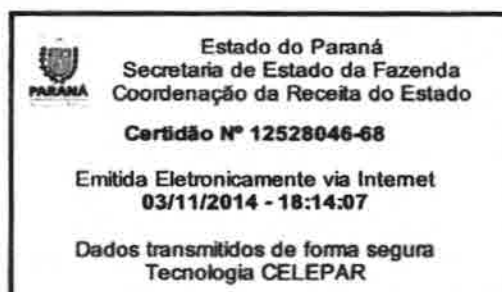 Estado do Paraná
Secretaria de Estado da Fazenda
PARANÁ
Coordenação da Receita do Estado
Certidão Nº 12528046-68
Emitida Eletronicamente via Internet
03/11/2014 - 18:14:07
Dados transmitidos de forma segura
Tecnologia CELEPAR